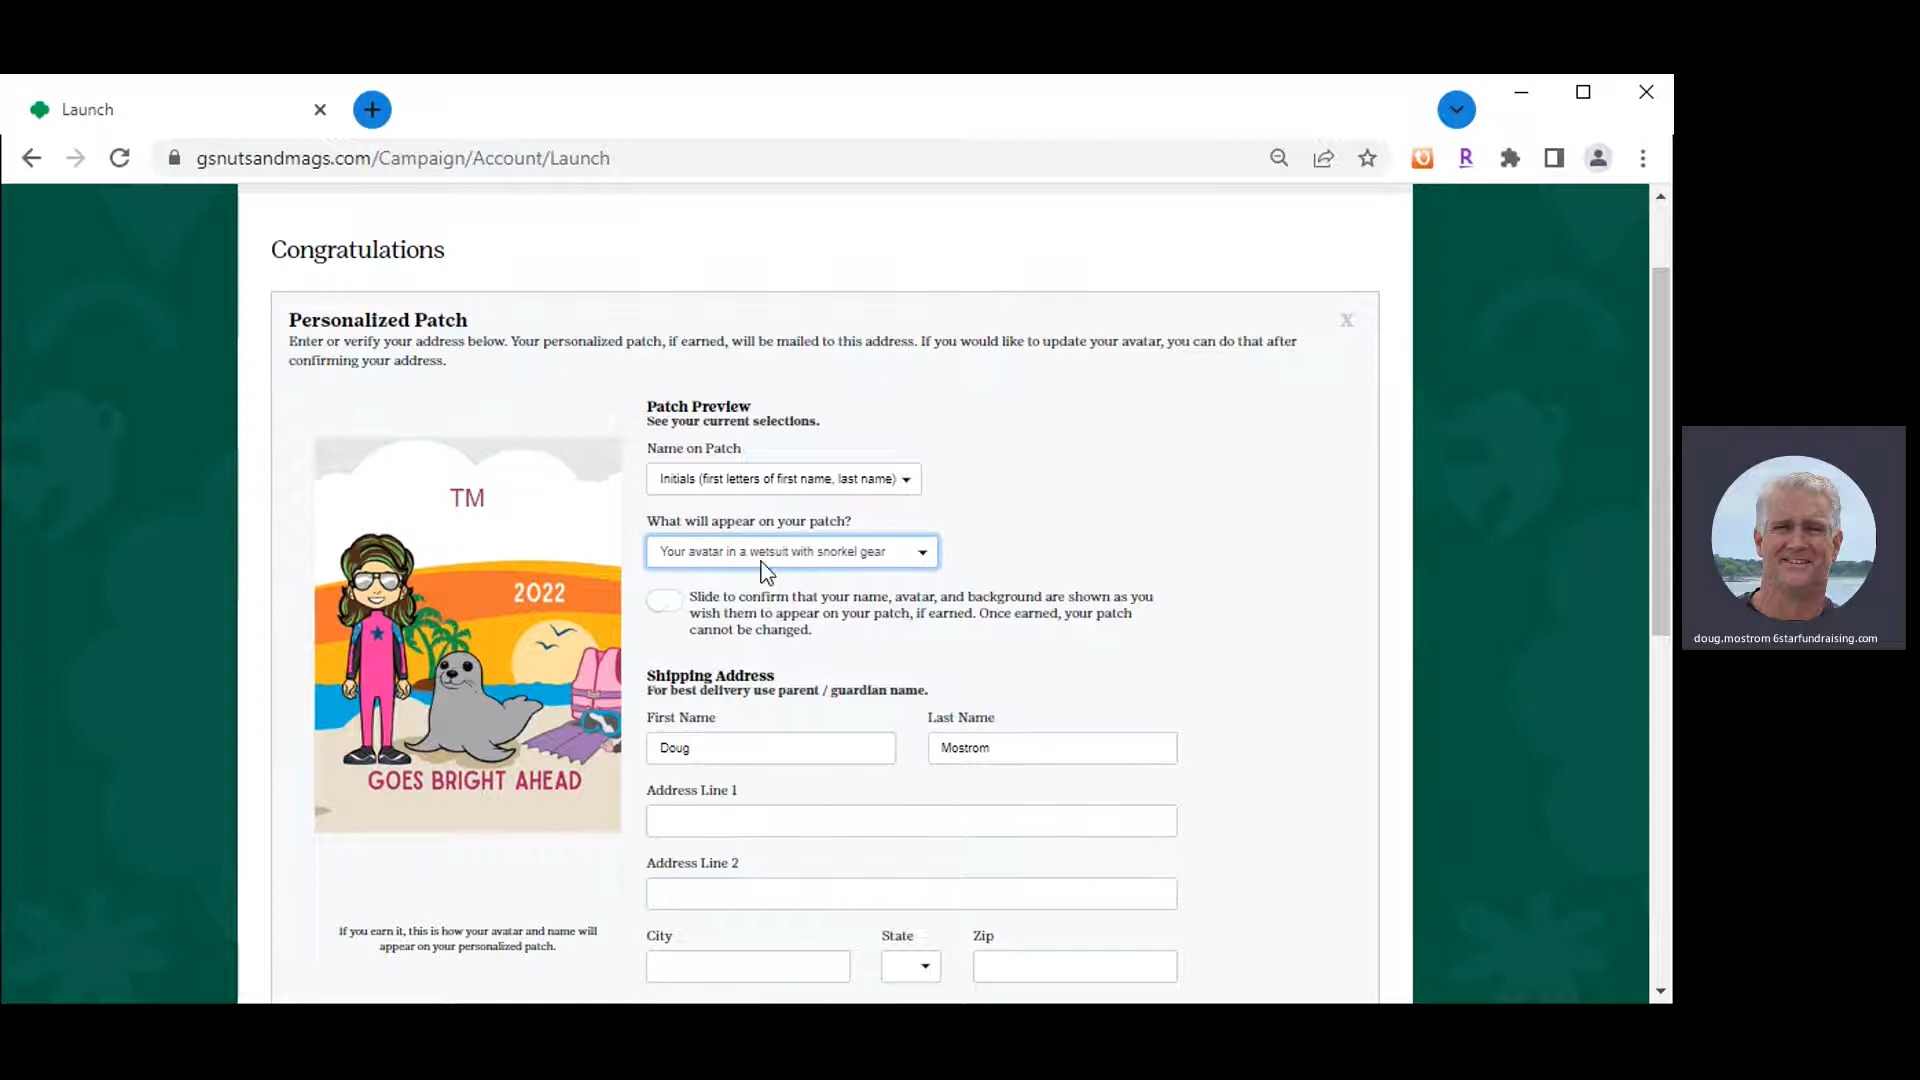 Launch
gsnutsandmags.com/Campaign/Account/Launch
R
Congratulations
Personalized Patch
X
Enter or verify your address below. Your personalized patch, if earned, will be mailed to this address. If you would like to update your avatar, you can do that after
confirming your address.
Patch Preview
See your current selections.
Name on Patch
Initials (first letters of first name, last name)
What will appear on your patch?
Your avatar in a wetsuit with snorkel gear
Slide to confirm that your name, avatar, and background are shown as you
wish them to appear on your patch, if earned. Once earned, your patch
cannot be changed.
TM
2022
GOES BRIGHT AHEAD
If you earn it, this is how your avatar and name will
appear on your personalized patch.
Shipping Address
For best delivery use parent / guardian name.
First Name
Last Name
Doug
Mostrom
Address Line 1
Address Line 2
City
State
Zip
doug.mostrom 6starfundraising.com